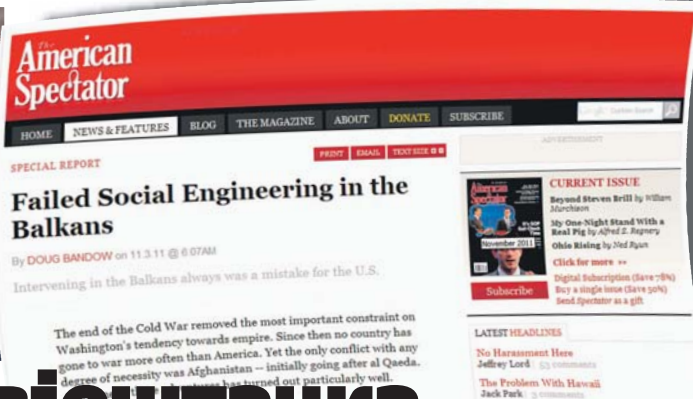 The
American
Spectator
HOME NEWS & FEATURES BLOG THE MAGAZINE ABOUT DONATE SUBSCRIBE
SPECIAL REPORT
PRINT EMAIL TEXT SIZE
Failed Social Engineering in the
Balkans
By DOUG BANDOW on 11.3.11 @ 6:07AM
Intervening in the Balkans always was a mistake for the U.S.
The end of the Cold War removed the most important constraint on
Washington's tendency towards empire. Since then no country has
gone to war more often than America. Yet the only conflict with any
degree of necessity was Afghanistan -- initially going after al Qaeda.
has turned out particularly well.
ADVERTISEMENT
American
Spectator
November 2011
Subscribe
CURRENT ISSUE
Beyond Steven Brill by William
Murchison
My One-Night Stand With a
Real Pig by Alfred S. Regnery
Ohio Rising by Ned Ryun
Click for more
Digital Subscription (Save 78%)
Buy a single issue (Save 50%)
Send Spectator as a gift
LATEST HEADLINES
No Harassment Here
Jeffrey Lord 53 comments
The Problem With Hawaii
Jack Park 3 comments